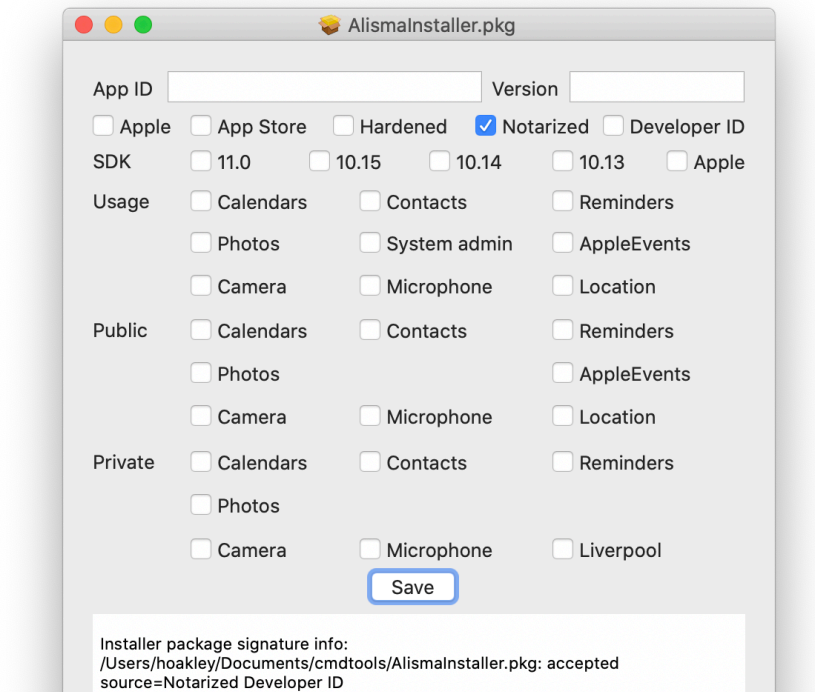 AlismaInstaller.pkg
App ID Version
Apple App Store Hardened Notarized Developer ID
SDK 11.0 10.15 10.14 10.13 Apple
Usage Calendars Contacts Reminders
Photos System admin AppleEvents
Camera Microphone Location
Public Calendars Contacts Reminders
Photos AppleEvents
Camera Microphone Location
Private Calendars Contacts Reminders
Photos
Camera Microphone Liverpool
Save
Installer package signature info:
/Users/hoakley/Documents/cmdtools/AlismaInstaller.pkg: accepted
source=Notarized Developer ID